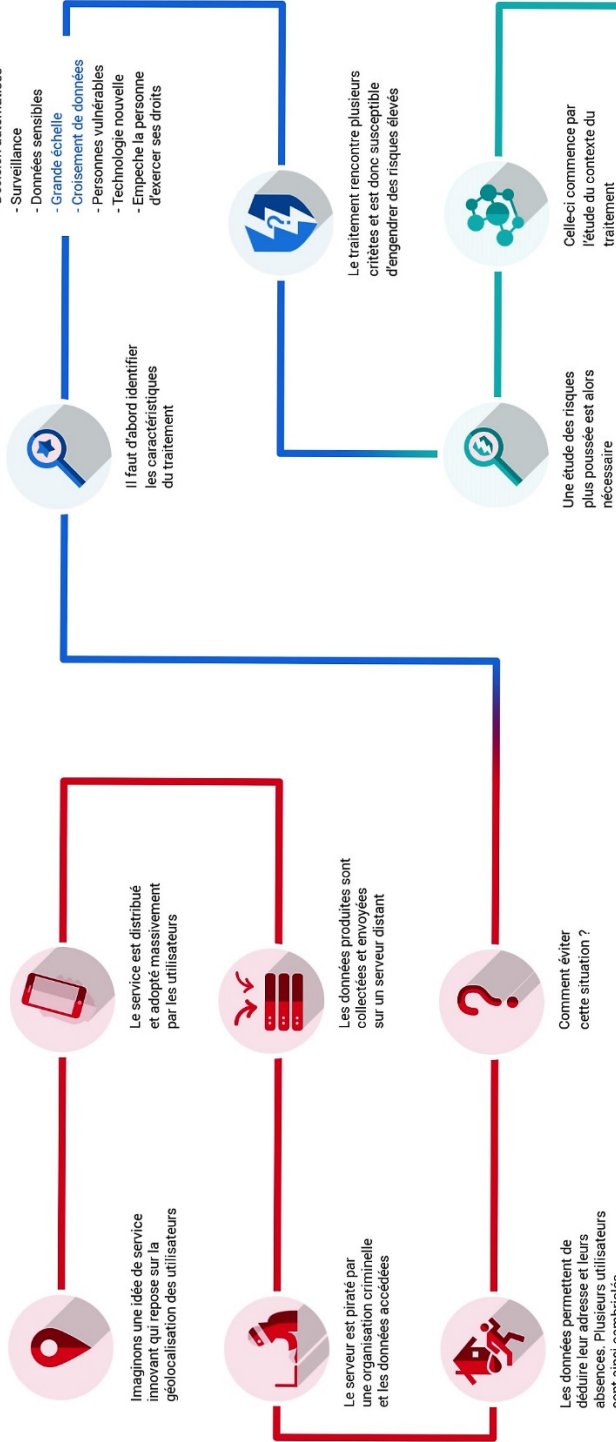 Imaginons une idée de service
innovant qui repose sur la
géolocalisation des utilisateurs
Le service est distribué
et adopté massivement
par les utilisateurs
Les données produites sont
collectées et envoyées
sur un serveur distant
Le serveur est piraté par
une organisation criminelle
et les données accédées
Les données permettent de
déduire leur adresse et leurs
absences. Plusieurs utilisateurs
sont ainsi cambriolés
Comment éviter
cette situation ?
Il faut d'abord identifier
les caractéristiques
du traitement
- Surveillance
- Données sensibles
- Grande échelle
- Croisement de données
- Personnes vulnérables
- Technologie nouvelle
- Empeche la personne
d'exercer ses droits
Le traitement rencontre plusieurs
critètes et est donc susceptible
d'engendrer des risques élevés
Une étude des risques
plus poussée est alors
nécessaire
Celle-ci commence par
l'étude du contexte du
traitement